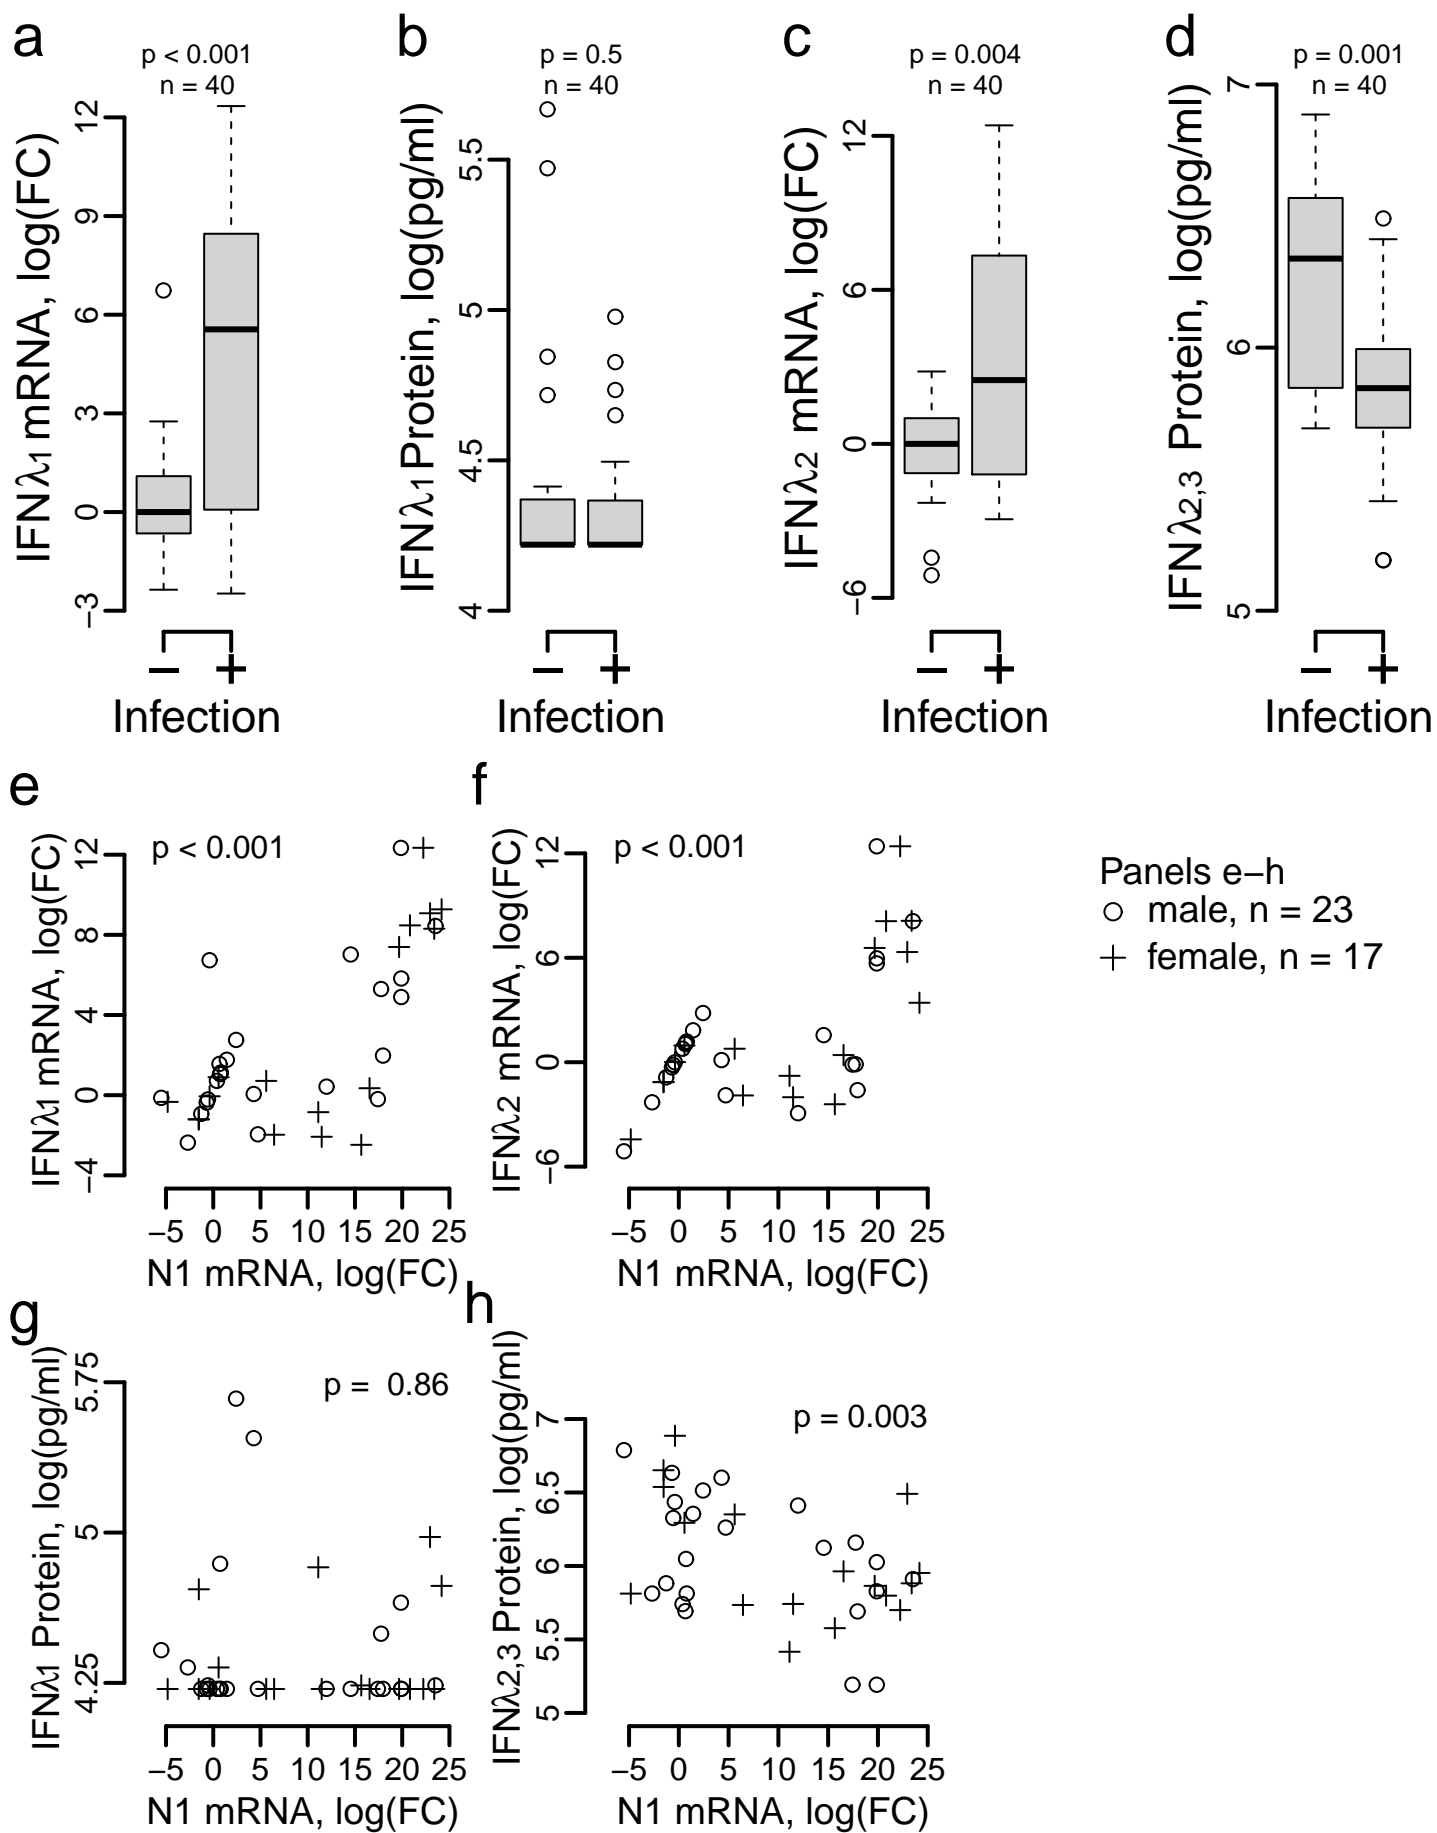 a
p < 0.001
n = 40
IFNλ1 mRNA, log(FC)
12
9
6
3
0
−3
− +
Infection
b
p = 0.5
n = 40
IFNλ1 Protein, log(pg/ml)
5.5
5
4.5
4
− +
Infection
c
p = 0.004
n = 40
IFNλ2 mRNA, log(FC)
12
6
0
−6
− +
Infection
d
p = 0.001
n = 40
IFNλ2,3 Protein, log(pg/ml)
7
6
5
− +
Infection
e
p < 0.001
IFNλ1 mRNA, log(FC)
12
8
4
0
−4
−5 0 5 10 15 20 25
N1 mRNA, log(FC)
f
p < 0.001
IFNλ2 mRNA, log(FC)
12
6
0
−6
−5 0 5 10 15 20 25
N1 mRNA, log(FC)
Panels e−h
male, n = 23
female, n = 17
g
p = 0.86
IFNλ1 Protein, log(pg/ml)
5.75
5
4.25
−5 0 5 10 15 20 25
N1 mRNA, log(FC)
h
p = 0.003
IFNλ2,3 Protein, log(pg/ml)
7
6.5
6
5.5
5
−5 0 5 10 15 20 25
N1 mRNA, log(FC)